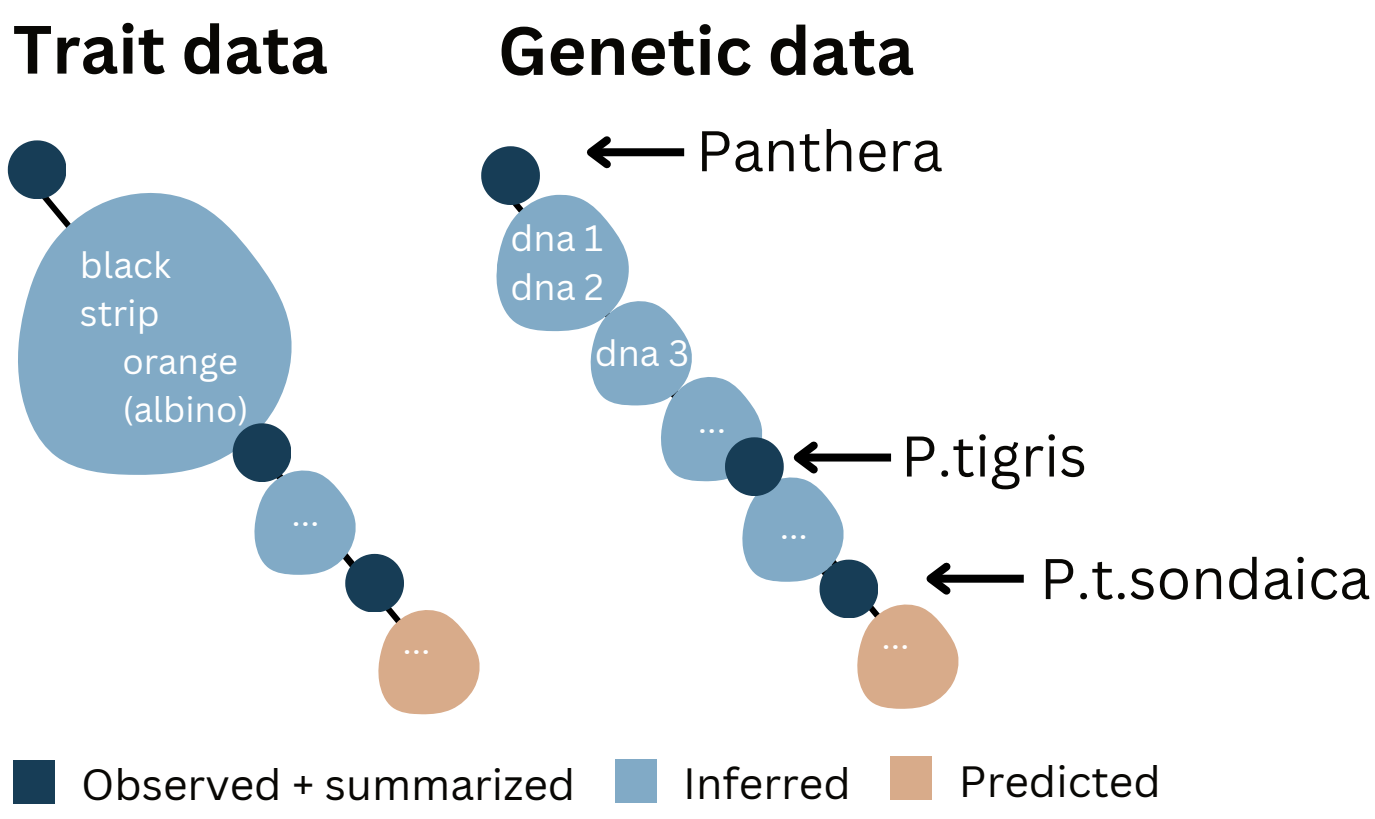 Trait data
Genetic data
Panthera
black
strip
orange
(albino)
dna 1
dna 2
dna 3
...
P.tigris
...
...
P.t.sondaica
...
...
Observed + summarized
Inferred
Predicted